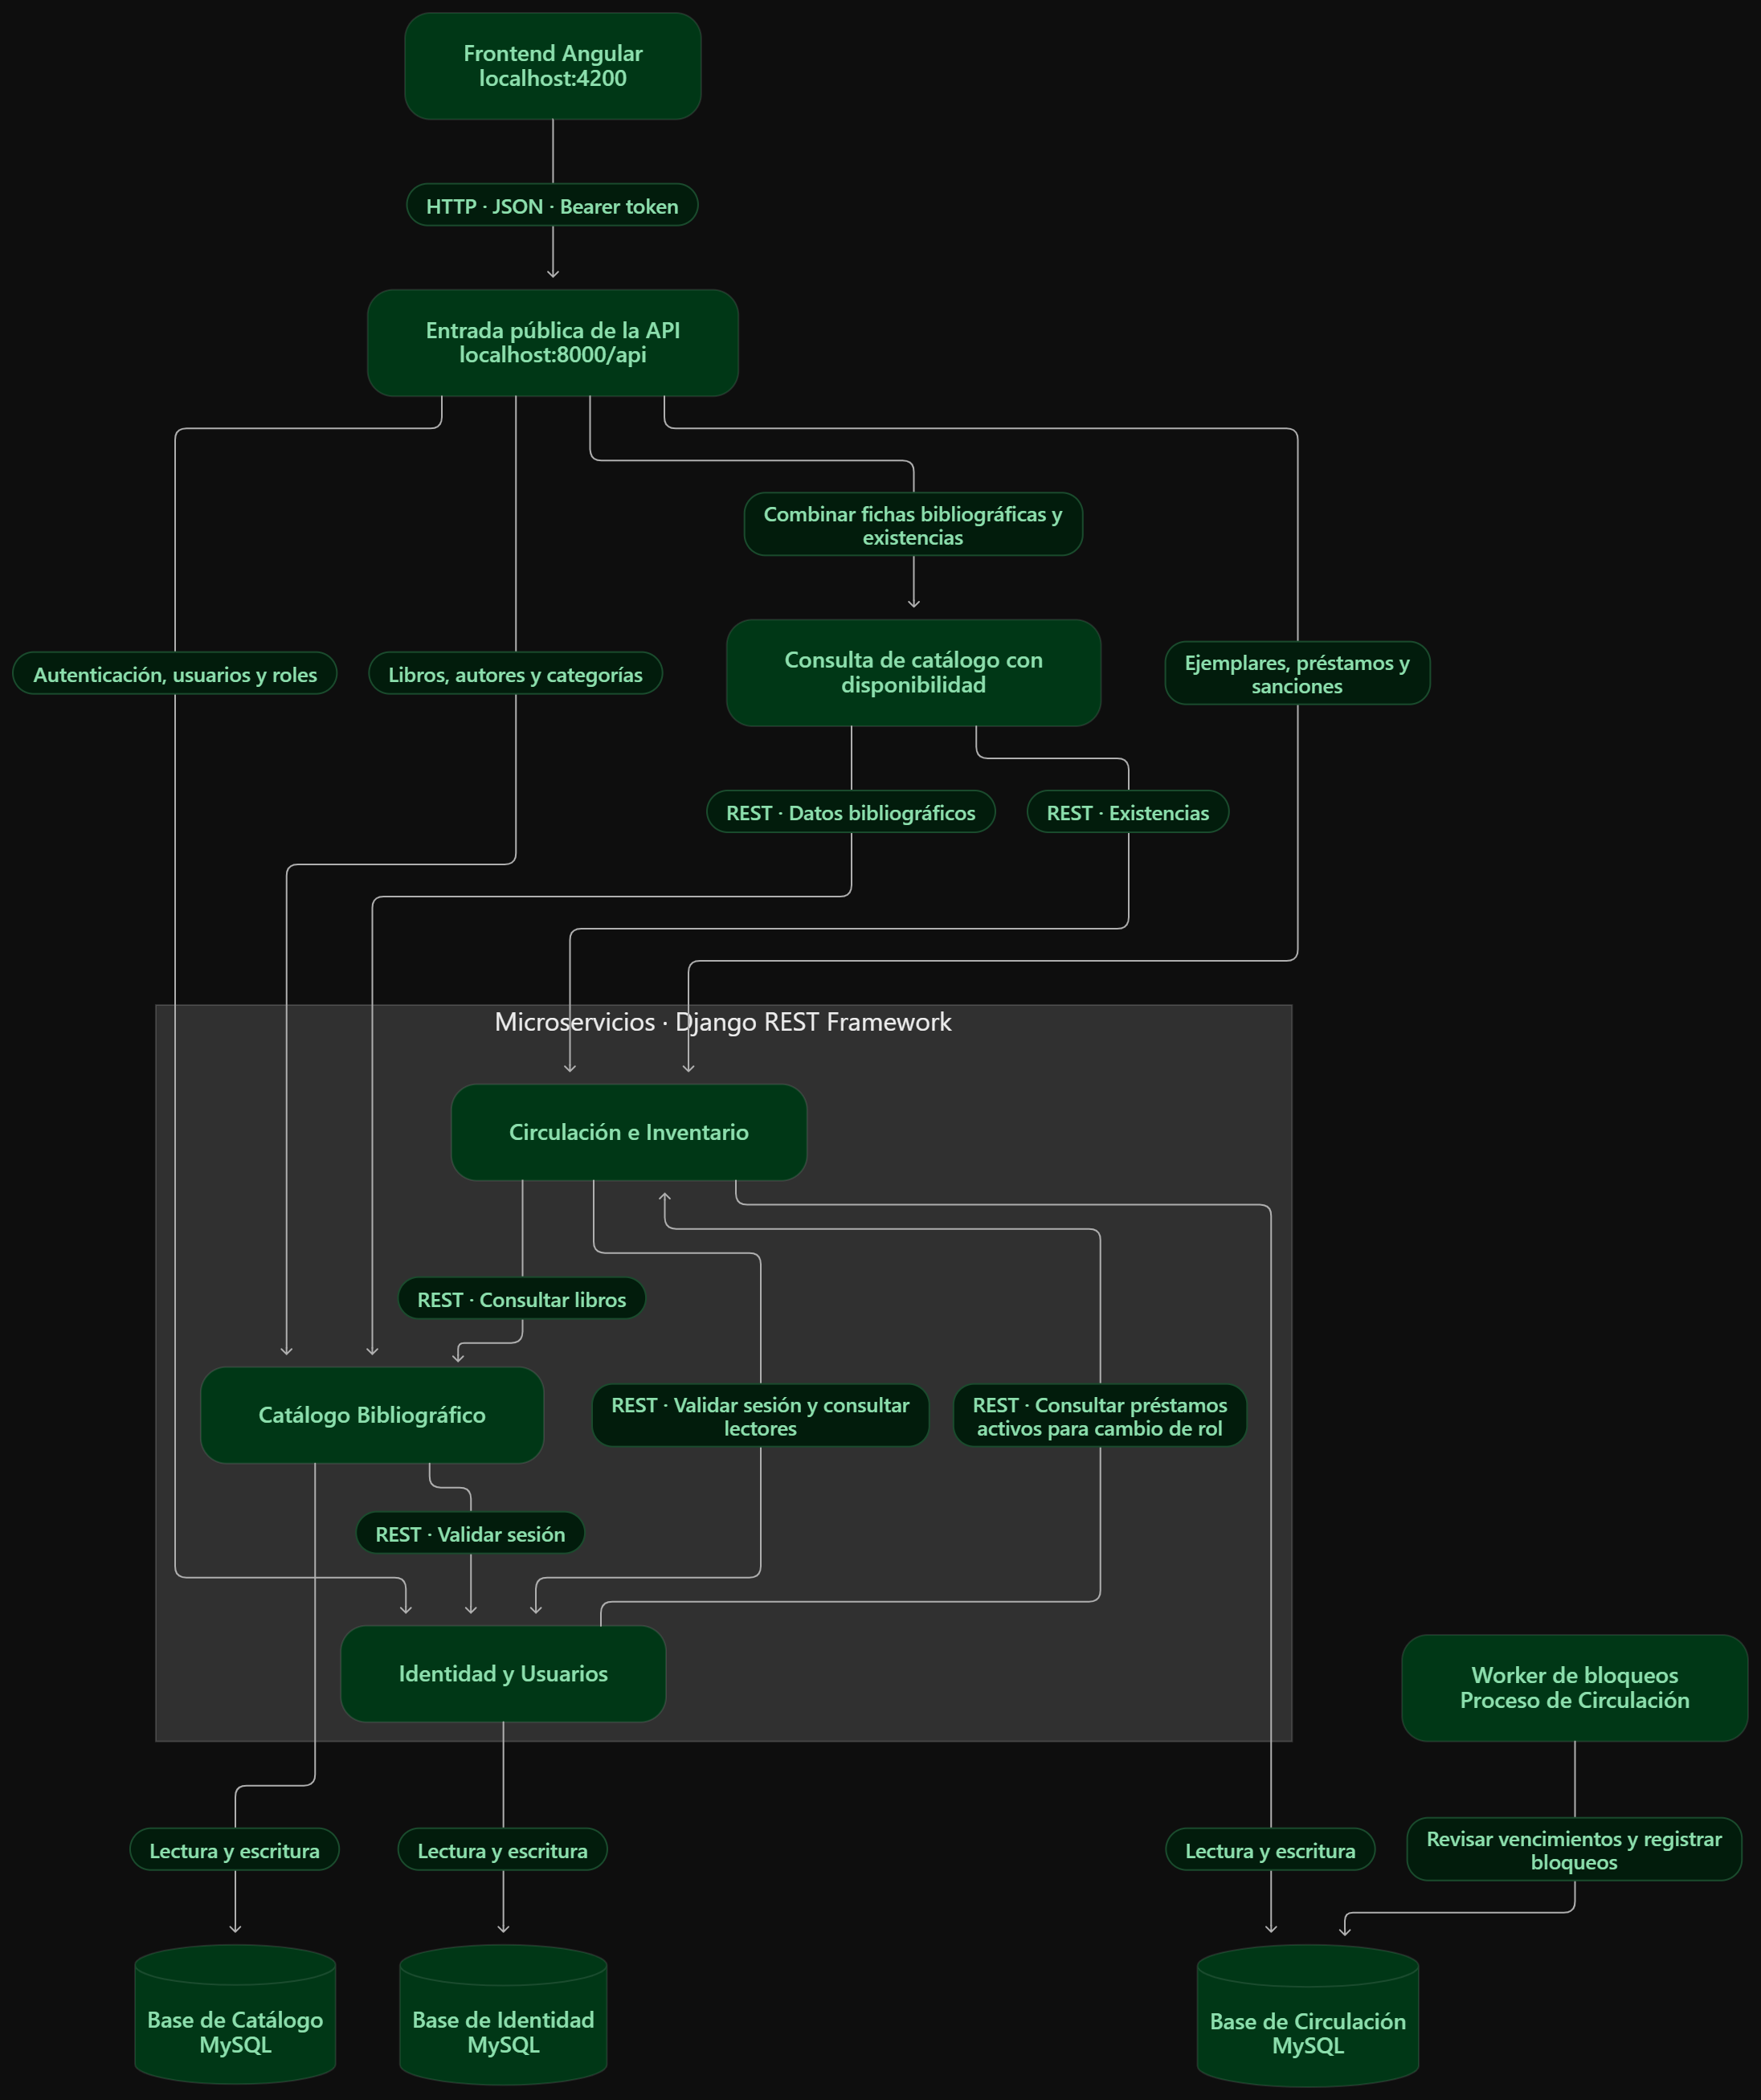 Frontend Angular
localhost:4200
HTTP · JSON · Bearer token
Entrada pública de la API
localhost:8000/api
Combinar fichas bibliográficas y
existencias
Autenticación, usuarios y roles
Libros, autores y categorías
Consulta de catálogo con
disponibilidad
Ejemplares, préstamos y
sanciones
REST · Datos bibliográficos
REST · Existencias
Microservicios · Django REST Framework
Circulación e Inventario
REST · Consultar libros
Catálogo Bibliográfico
REST · Validar sesión y consultar
lectores
REST · Consultar préstamos
activos para cambio de rol
REST · Validar sesión
Identidad y Usuarios
Worker de bloqueos
Proceso de Circulación
Lectura y escritura
Lectura y escritura
Lectura y escritura
Revisar vencimientos y registrar
bloqueos
Base de Catálogo
MySQL
Base de Identidad
MySQL
Base de Circulación
MySQL